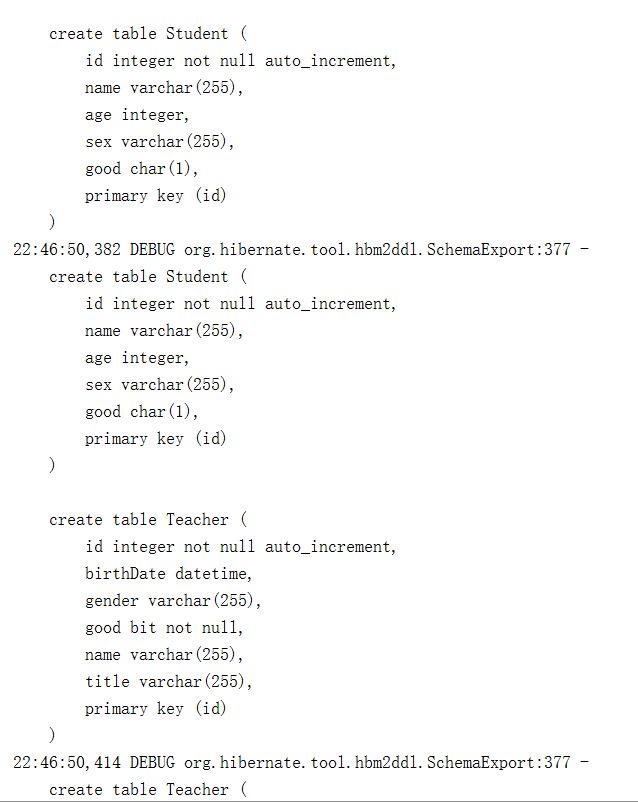 create table Student (
id integer not null auto_increment,
name varchar(255),
age integer,
sex varchar(255),
good char(1),
primary key (id)
)
22:46:50,382 DEBUG org.hibernate.tool.hbm2ddl.SchemaExport:377 -
create table Student (
id integer not null auto_increment,
name varchar(255),
age integer,
sex varchar(255),
good char(1),
primary key (id)
)
create table Teacher (
id integer not null auto_increment,
birthDate datetime,
gender varchar(255),
good bit not null,
name varchar(255),
title varchar(255),
primary key (id)
)
22:46:50,414 DEBUG org.hibernate.tool.hbm2ddl.SchemaExport:377 -
create table Teacher (